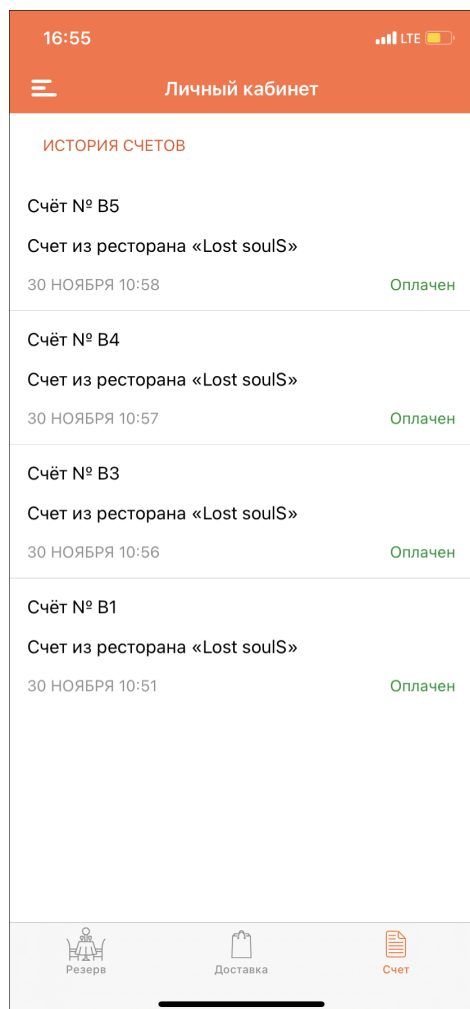 16:55
LTE
Личный кабинет
ИСТОРИЯ СЧЕТОВ
Счёт № B5
Счет из ресторана «Lost soulS»
30 НОЯБРЯ 10:58 Оплачен
Счёт № B4
Счет из ресторана «Lost soulS»
30 НОЯБРЯ 10:57 Оплачен
Счёт № B3
Счет из ресторана «Lost soulS»
30 НОЯБРЯ 10:56 Оплачен
Счёт № B1
Счет из ресторана «Lost soulS»
30 НОЯБРЯ 10:51 Оплачен
Резерв Доставка Счет